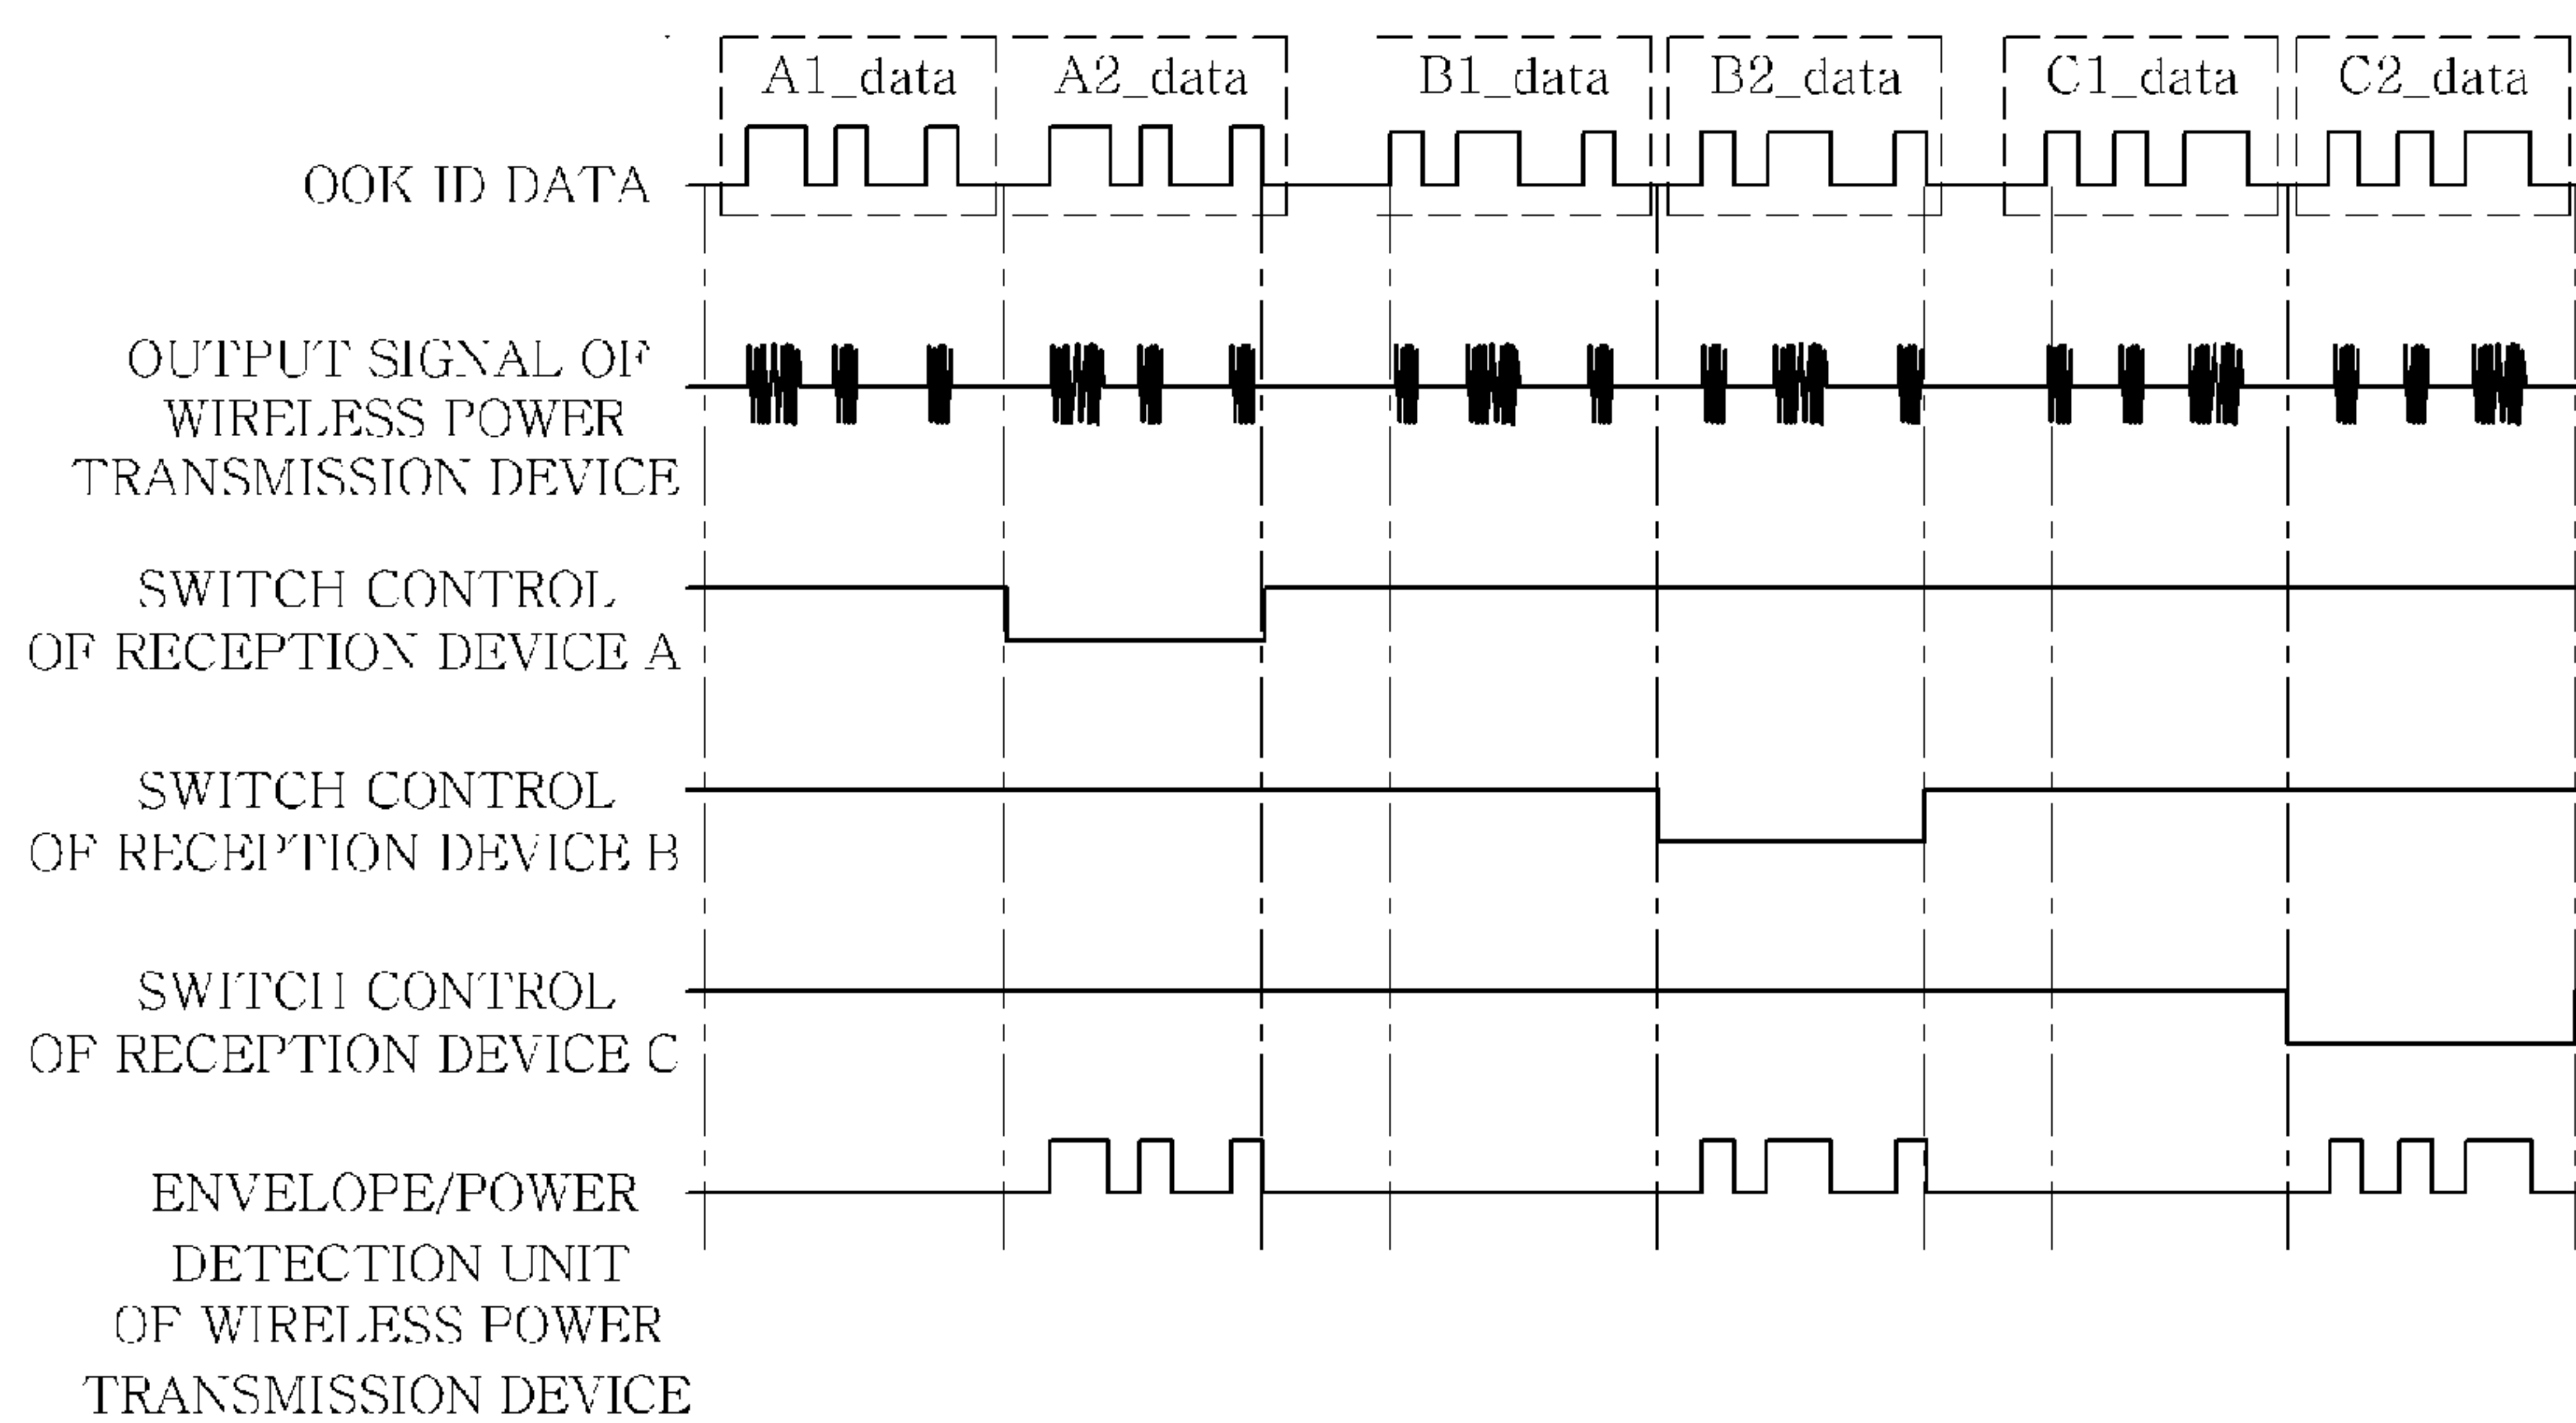 A1_data A2_data B1_data B2_data C1_data C2_data
OOK ID DATA
OUTPUT SIGNAL OF
WIRELESS POWER
TRANSMISSION DEVICE
SWITCH CONTROL
OF RECEPTION DEVICE A
SWITCH CONTROL
OF RECEPTION DEVICE B
SWITCH CONTROL
OF RECEPTION DEVICE C
ENVELOPE/POWER
DETECTION UNIT
OF WIRELESS POWER
TRANSMISSION DEVICE